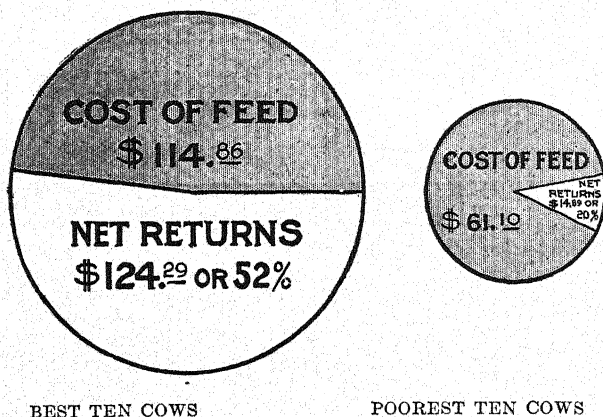 COST OF FEED
$114.86
NET RETURNS
$124.29 OR 52%
COST OF FEED
$61.10
NET
RETURNS
$14.89 OR
20%
BEST TEN COWS
POOREST TEN COWS